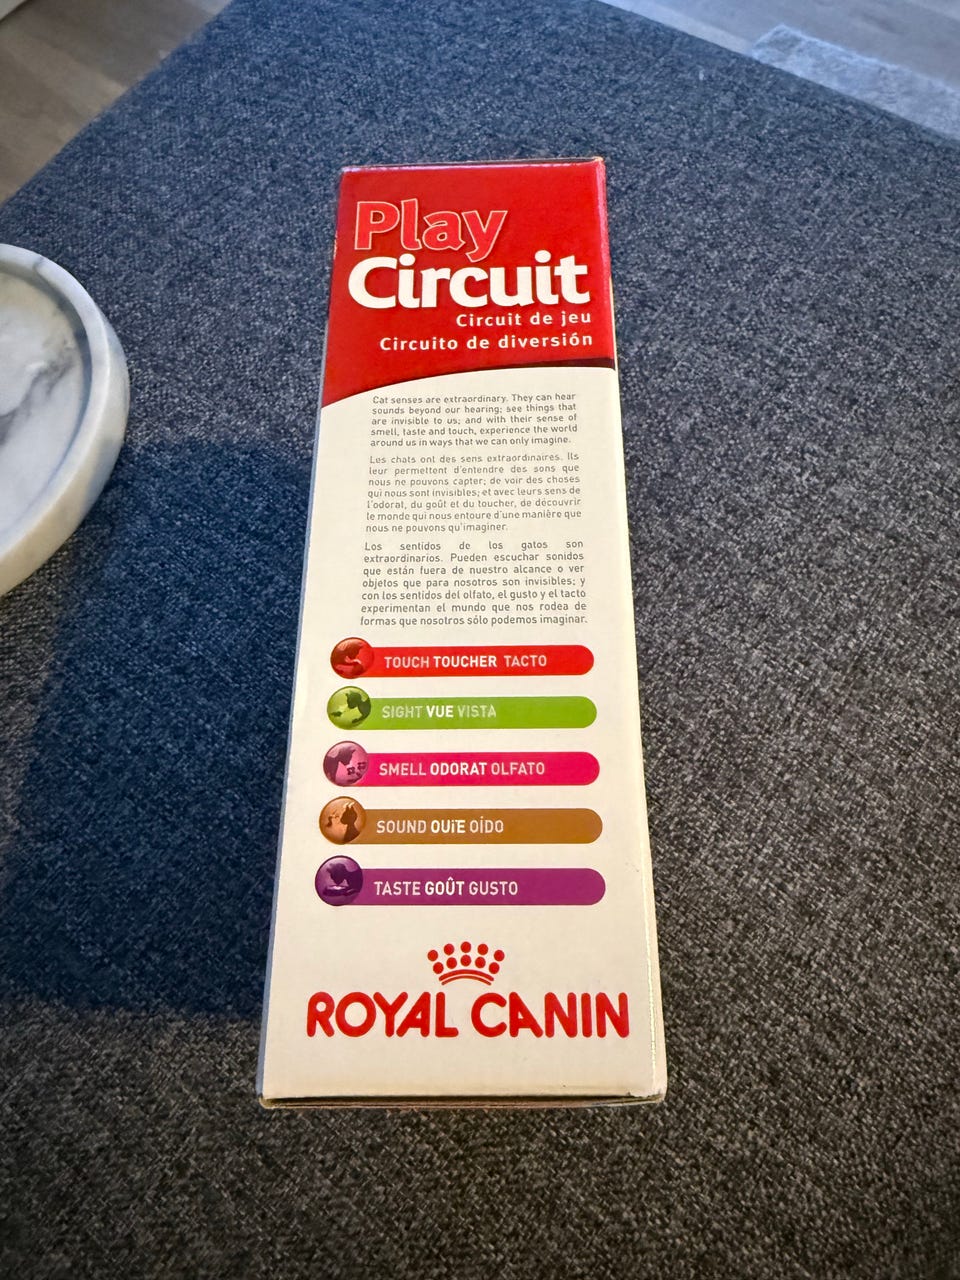 Play
Circuit
Circuit de jeu
Circuito de diversión
Cat senses are extraordinary. They can hear
sounds beyond our hearing; see things that
are invisible to us; and with their sense of
smell, taste and touch, experience the world
around us in ways that we can only imagine.
Les chats ont des sens extraordinaires. Ils
leur permettent d'entendre des sons que
nous ne pouvons capter; de voir des choses
qui nous sont invisibles; et avec leurs sens de
l'odorat, du goût et du toucher, de découvrir
le monde qui nous entoure d'une manière que
nous ne pouvons qu'imaginer.
Los sentidos de los gatos son
extraordinarios. Pueden escuchar sonidos
que están fuera de nuestro alcance o ver
objetos que para nosotros son invisibles; y
con los sentidos del olfato, el gusto y el tacto
experimentan el mundo que nos rodea de
formas que nosotros sólo podemos imaginar.
TOUCH TOUCHER TACTO
SIGHT VUE VISTA
SMELL ODORAT OLFATO
SOUND OUïE OÍDO
TASTE GOÛT GUSTO
ROYAL CANIN